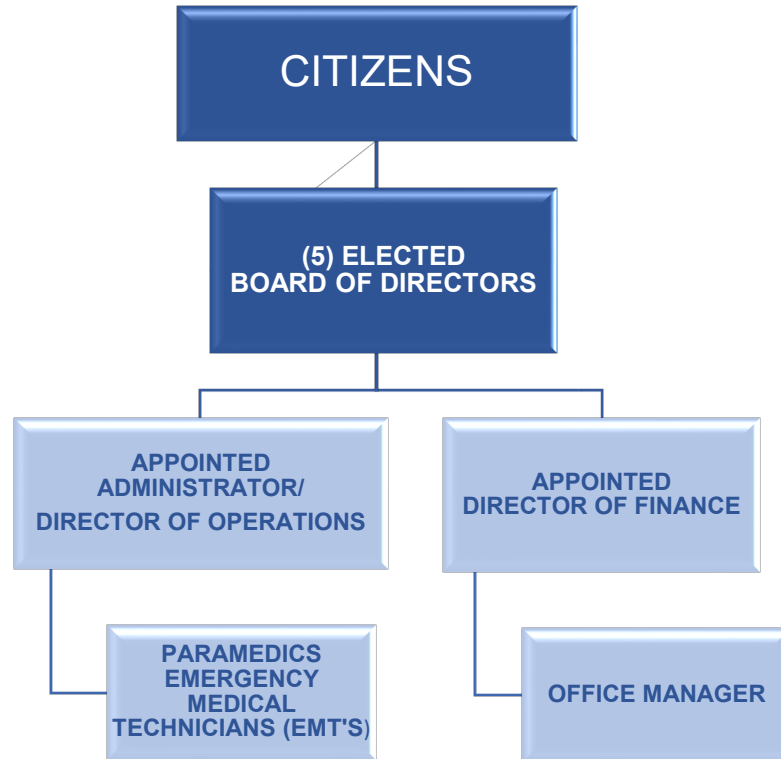 CITIZENS
(5) ELECTED
BOARD OF DIRECTORS
APPOINTED
ADMINISTRATOR/
DIRECTOR OF OPERATIONS
APPOINTED
DIRECTOR OF FINANCE
PARAMEDICS
EMERGENCY
MEDICAL
TECHNICIANS (EMT'S)
OFFICE MANAGER